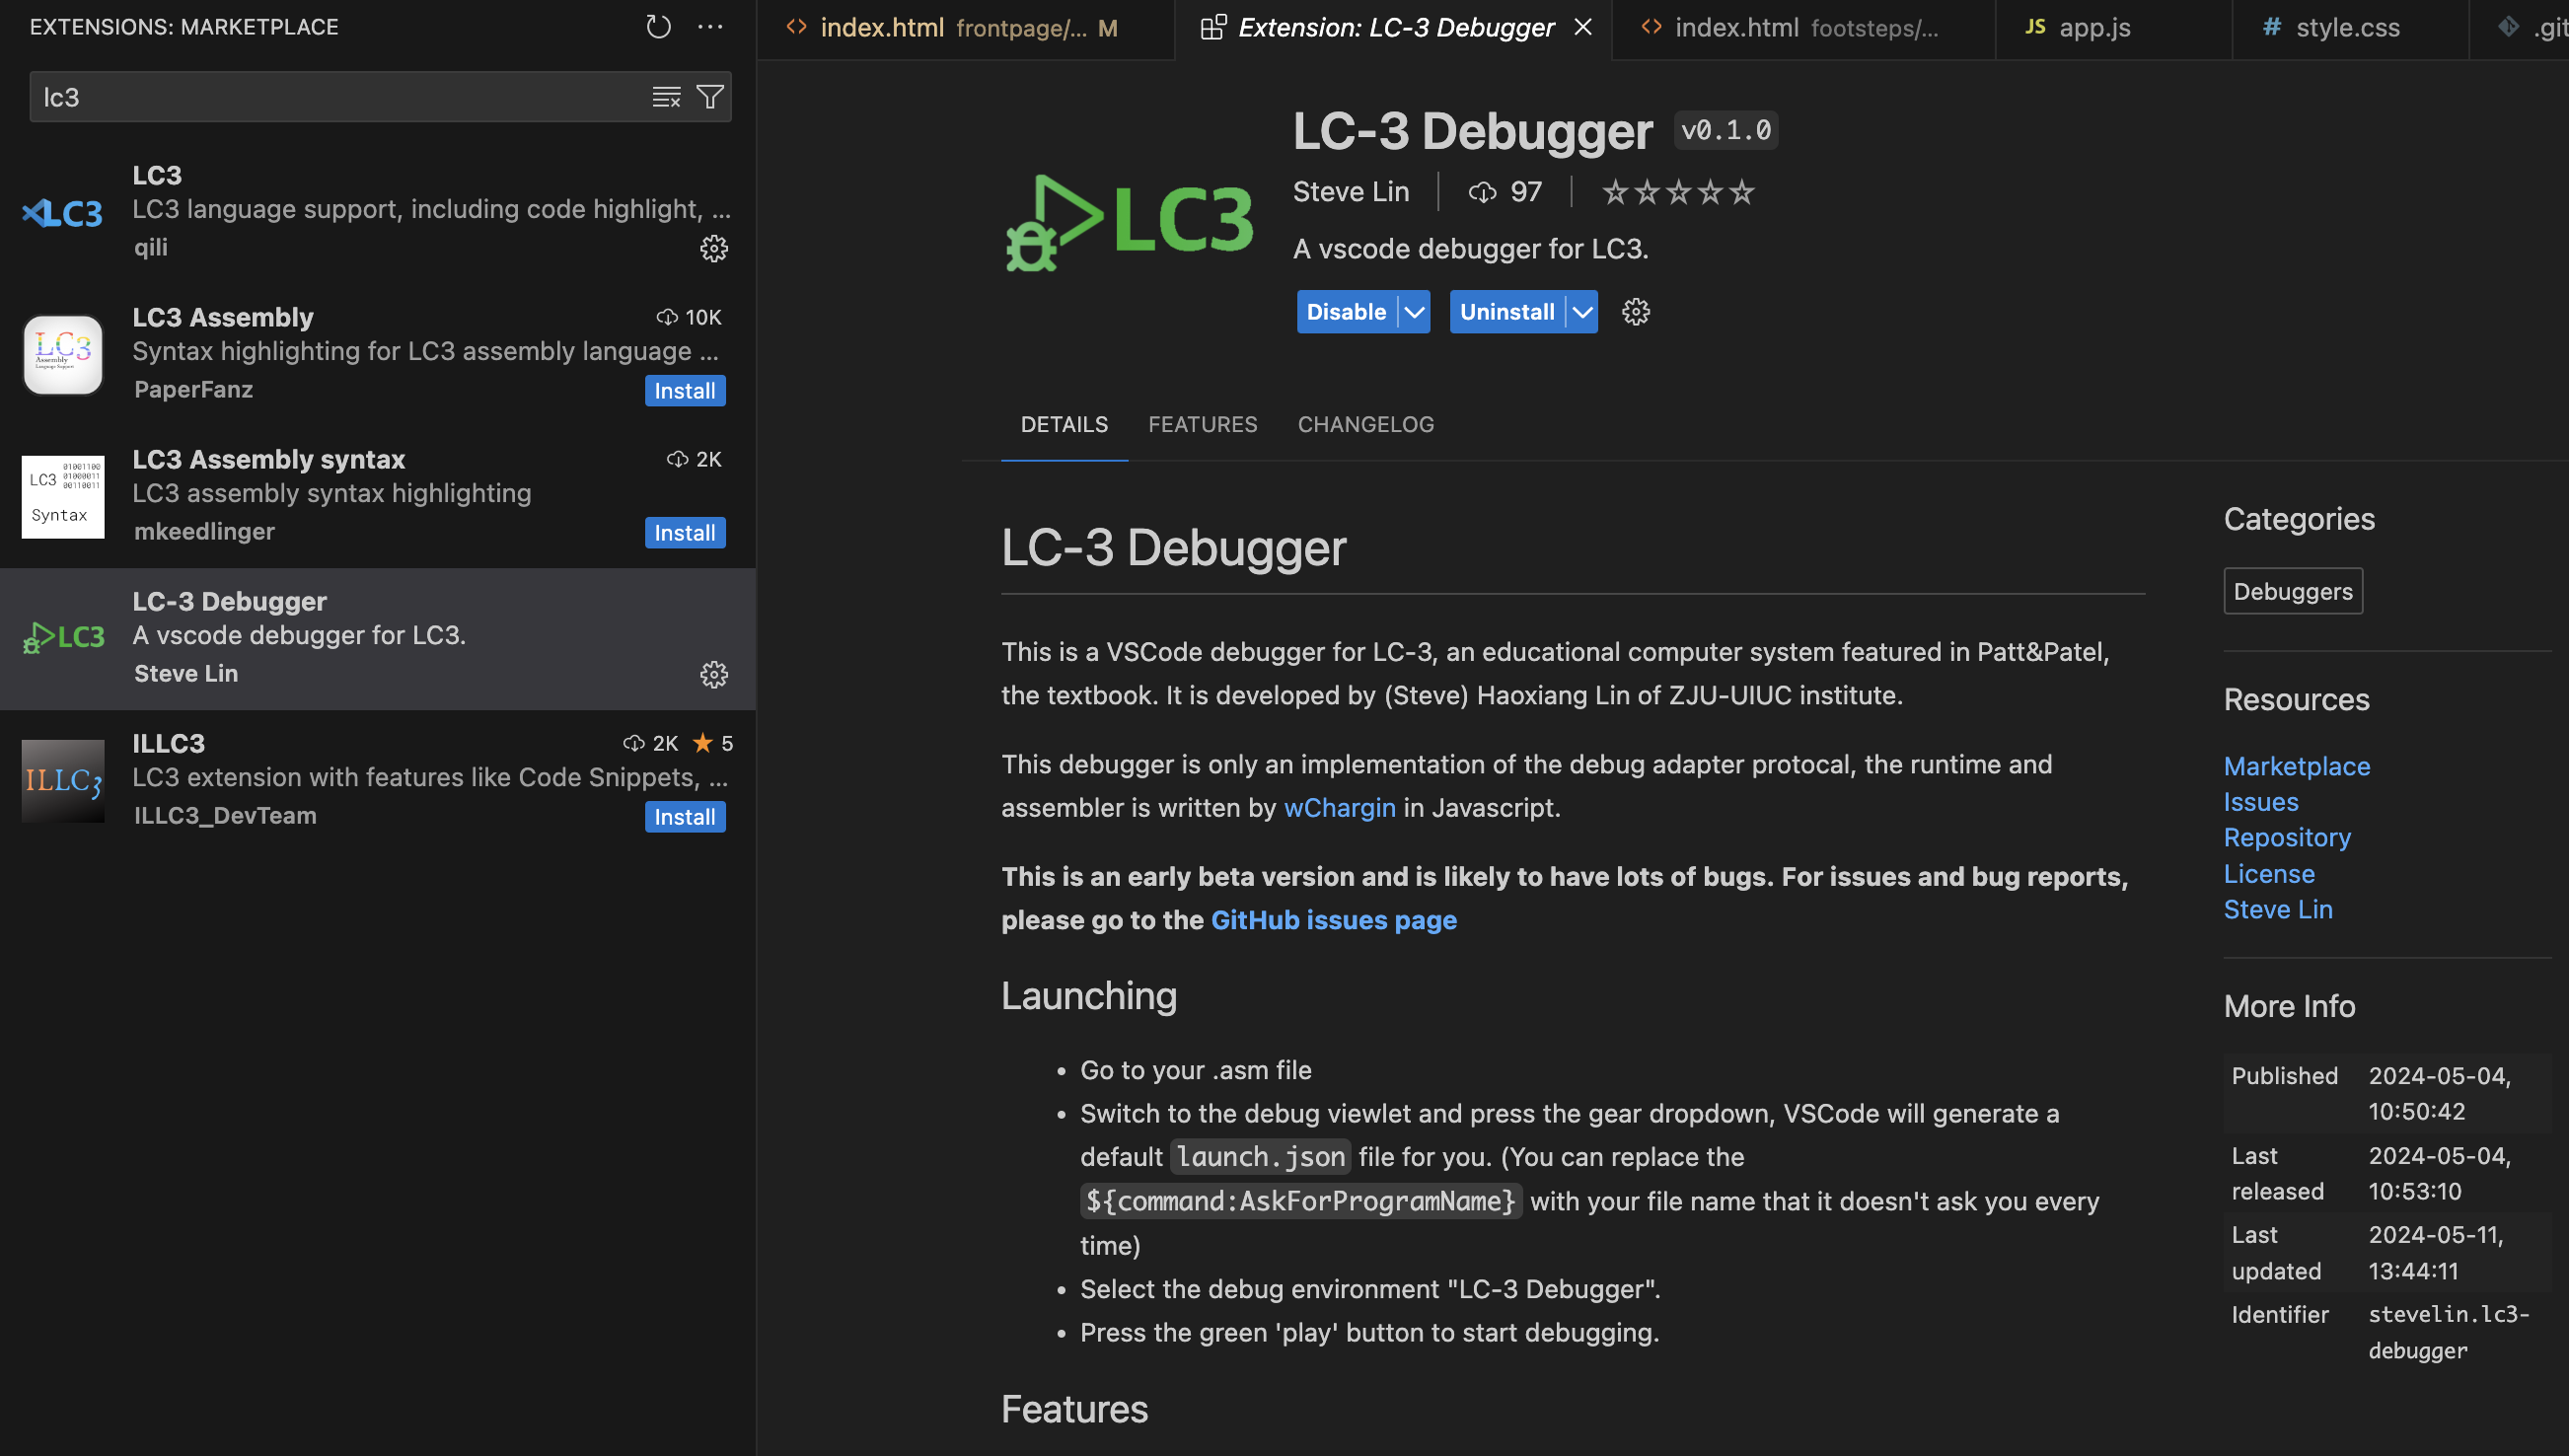 EXTENSIONS: MARKETPLACE
lc3
LC3
LC3
LC3 language support, including code highlight, ...
qili
LC3
Assembly
Language Support
LC3 Assembly
10K
Syntax highlighting for LC3 assembly language ...
PaperFanz
Install
LC3
01001100
01000011
00110011
Syntax
LC3 Assembly syntax
2K
LC3 assembly syntax highlighting
mkeedlinger
Install
LC3
LC-3 Debugger
A vscode debugger for LC3.
Steve Lin
ILLC3
ILLC3
2K
5
LC3 extension with features like Code Snippets, ...
ILLC3_DevTeam
Install
index.html frontpage/... M
Extension: LC-3 Debugger
index.html footsteps/...
JS app.js
# style.css
.git
LC3
LC-3 Debugger v0.1.0
Steve Lin
97
A vscode debugger for LC3.
Disable
Uninstall
DETAILS
FEATURES
CHANGELOG
LC-3 Debugger
This is a VSCode debugger for LC-3, an educational computer system featured in Patt&Patel,
the textbook. It is developed by (Steve) Haoxiang Lin of ZJU-UIUC institute.
This debugger is only an implementation of the debug adapter protocal, the runtime and
assembler is written by wChargin in Javascript.
This is an early beta version and is likely to have lots of bugs. For issues and bug reports,
please go to the GitHub issues page
Launching
• Go to your .asm file
• Switch to the debug viewlet and press the gear dropdown, VSCode will generate a
default launch.json file for you. (You can replace the
${command:AskForProgramName} with your file name that it doesn't ask you every
time)
• Select the debug environment "LC-3 Debugger".
• Press the green 'play' button to start debugging.
Features
Categories
Debuggers
Resources
Marketplace
Issues
Repository
License
Steve Lin
More Info
Published 2024-05-04,
10:50:42
Last 2024-05-04,
released 10:53:10
Last 2024-05-11,
updated 13:44:11
Identifier stevelin.lc3-
debugger